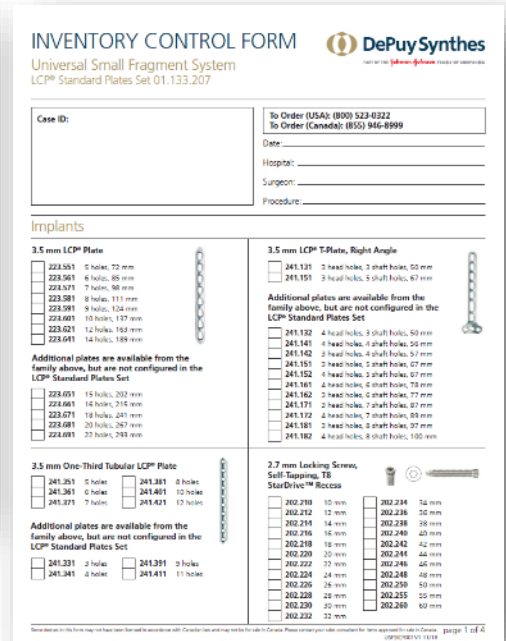 INVENTORY CONTROL FORM
Universal Small Fragment System
LCP® Standard Plates Set 01.133.207
DePuy Synthes
PART OF THE Johnson & Johnson FAMILY OF COMPANIES
Case ID:
To Order (USA): (800) 523-0322
To Order (Canada): (855) 946-8999
Date:
Hospital:
Surgeon:
Procedure:
Implants
3.5 mm LCP® Plate
223.551 5 holes, 72 mm
223.561 6 holes, 85 mm
223.571 7 holes, 98 mm
223.581 8 holes, 111 mm
223.591 9 holes, 124 mm
223.601 10 holes, 137 mm
223.621 12 holes, 163 mm
223.641 14 holes, 189 mm
Additional plates are available from the
family above, but are not configured in the
LCP® Standard Plates Set
223.651 15 holes, 202 mm
223.661 16 holes, 215 mm
223.671 18 holes, 241 mm
223.681 20 holes, 267 mm
223.691 22 holes, 293 mm
3.5 mm LCP® T-Plate, Right Angle
241.131 3 head holes, 3 shaft holes, 50 mm
241.151 3 head holes, 5 shaft holes, 67 mm
Additional plates are available from the
family above, but are not configured in the
LCP® Standard Plates Set
241.132 4 head holes, 3 shaft holes, 50 mm
241.141 4 head holes, 4 shaft holes, 56 mm
241.142 3 head holes, 4 shaft holes, 57 mm
241.151 3 head holes, 5 shaft holes, 67 mm
241.152 4 head holes, 5 shaft holes, 67 mm
241.161 4 head holes, 6 shaft holes, 78 mm
241.162 3 head holes, 6 shaft holes, 77 mm
241.171 3 head holes, 7 shaft holes, 87 mm
241.172 4 head holes, 7 shaft holes, 89 mm
241.181 3 head holes, 8 shaft holes, 97 mm
241.182 4 head holes, 8 shaft holes, 100 mm
3.5 mm One-Third Tubular LCP® Plate
241.351 5 holes 241.381 8 holes
241.361 6 holes 241.401 10 holes
241.371 7 holes 241.421 12 holes
Additional plates are available from the
family above, but are not configured in the
LCP® Standard Plates Set
241.331 3 holes 241.391 9 holes
241.341 4 holes 241.411 11 holes
2.7 mm Locking Screw,
Self-Tapping, T8
StarDrive™ Recess
202.210 10 mm 202.234 34 mm
202.212 12 mm 202.236 36 mm
202.214 14 mm 202.238 38 mm
202.216 16 mm 202.240 40 mm
202.218 18 mm 202.242 42 mm
202.220 20 mm 202.244 44 mm
202.222 22 mm 202.246 46 mm
202.224 24 mm 202.248 48 mm
202.226 26 mm 202.250 50 mm
202.228 28 mm 202.255 55 mm
202.230 30 mm 202.260 60 mm
202.232 32 mm
page 1 of 4